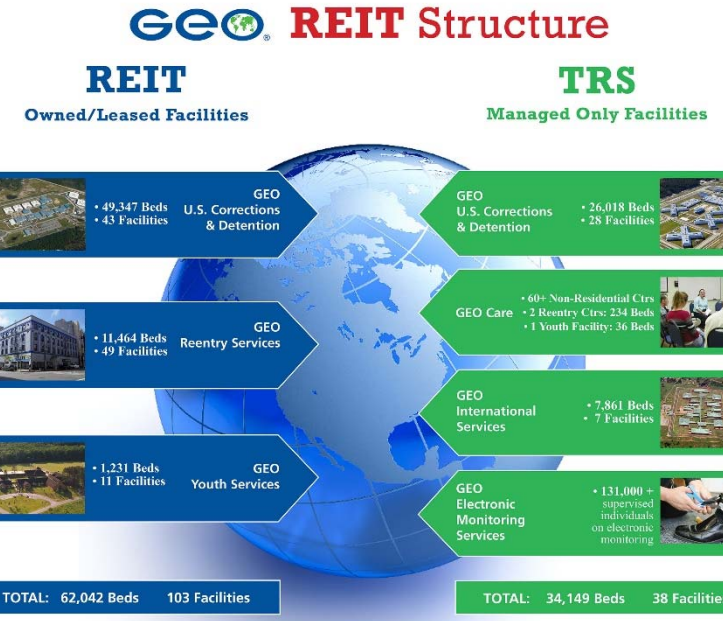 GEO® REIT Structure
REIT
Owned/Leased Facilities
• 49,347 Beds
• 43 Facilities
GEO
U.S. Corrections
& Detention
• 11,464 Beds
• 49 Facilities
GEO
Reentry Services
• 1,231 Beds
• 11 Facilities
GEO
Youth Services
TOTAL: 62,042 Beds 103 Facilities
TRS
Managed Only Facilities
GEO
U.S. Corrections
& Detention
• 26,018 Beds
• 28 Facilities
GEO Care
• 60+ Non-Residential Ctrs
• 2 Reentry Ctrs: 234 Beds
• 1 Youth Facility: 36 Beds
GEO
International
Services
• 7,861 Beds
• 7 Facilities
GEO
Electronic
Monitoring
Services
• 131,000 +
supervised
individuals
on electronic
monitoring
TOTAL: 34,149 Beds 38 Facilitie